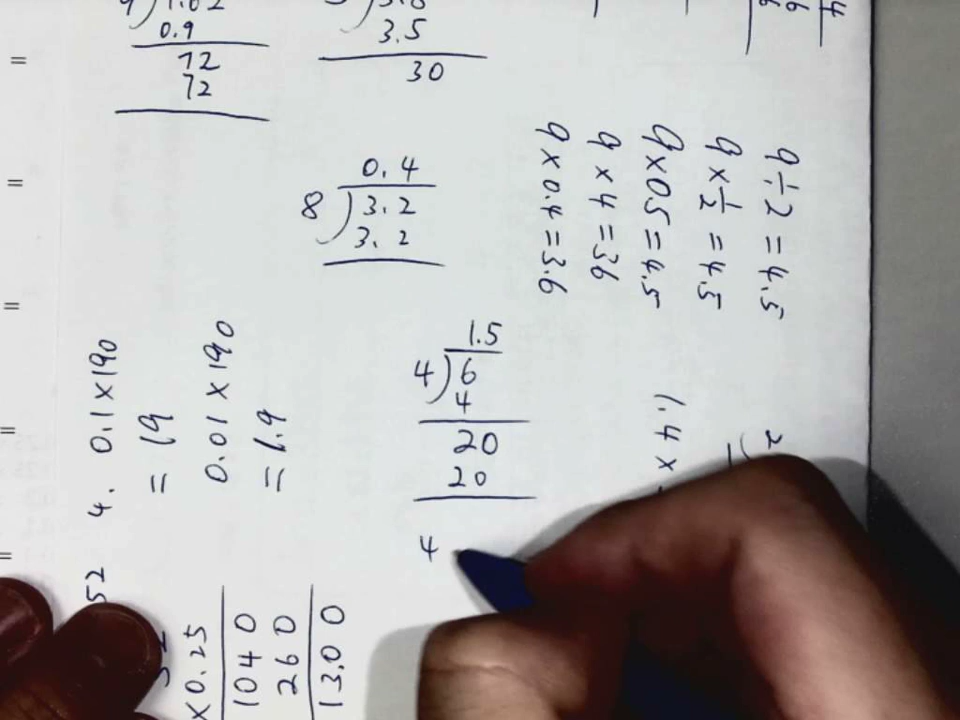 0.9
72
72
3.5
30
0.4
8 ) 3.2
3.2
9 ÷ 2 = 4.5
9 × 1/2 = 4.5
9 × 0.5 = 4.5
9 × 4 = 36
9 × 0.4 = 3.6
1.5
4 ) 6
4
20
20
4
1.4 ×
4. 0.1 × 190
= 19
0.01 × 190
= 1.9
52
× 0.25
1040
260
1300